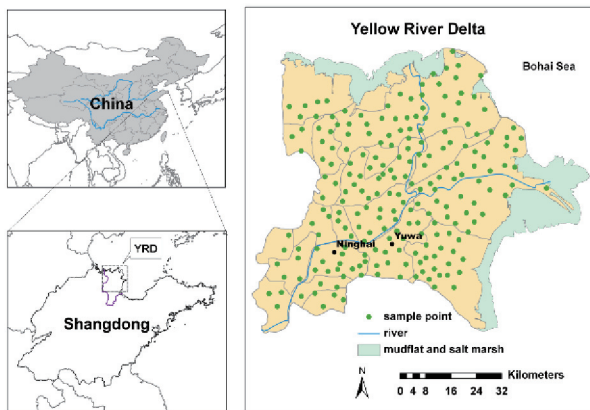 China
YRD
Shangdong
Yellow River Delta
Bohai Sea
Ninghai
Yuwa
sample point
river
mudflat and salt marsh
N
Kilometers
0 4 8 16 24 32